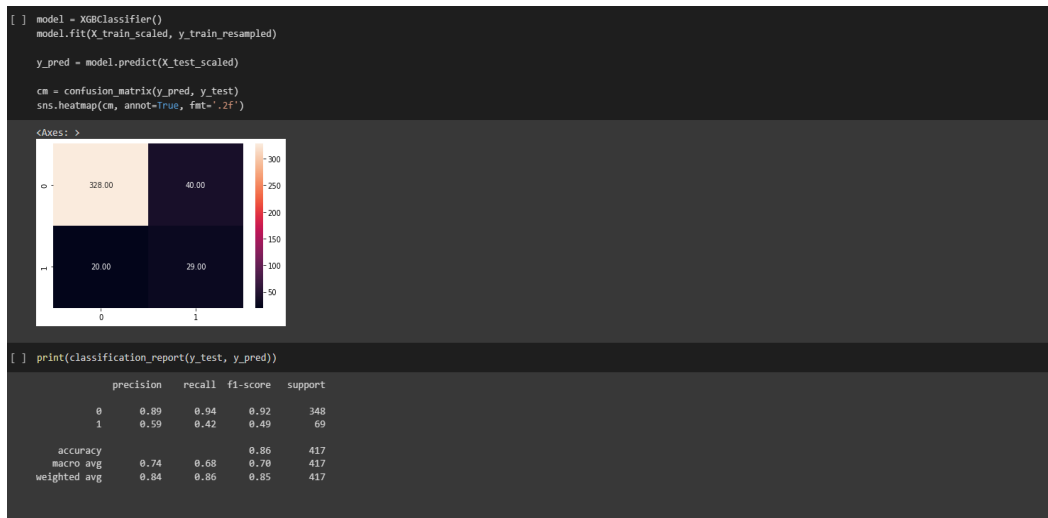 [ ] model = XGBClassifier()
model.fit(X_train_scaled, y_train_resampled)
y_pred = model.predict(X_test_scaled)
cm = confusion_matrix(y_pred, y_test)
sns.heatmap(cm, annot=True, fmt='.2f')
<Axes: >
300
0 328.00 40.00
250
200
150
1 20.00 29.00
100
50
0 1
[ ] print(classification_report(y_test, y_pred))
precision recall f1-score support
0 0.89 0.94 0.92 348
1 0.59 0.42 0.49 69
accuracy 0.86 417
macro avg 0.74 0.68 0.70 417
weighted avg 0.84 0.86 0.85 417